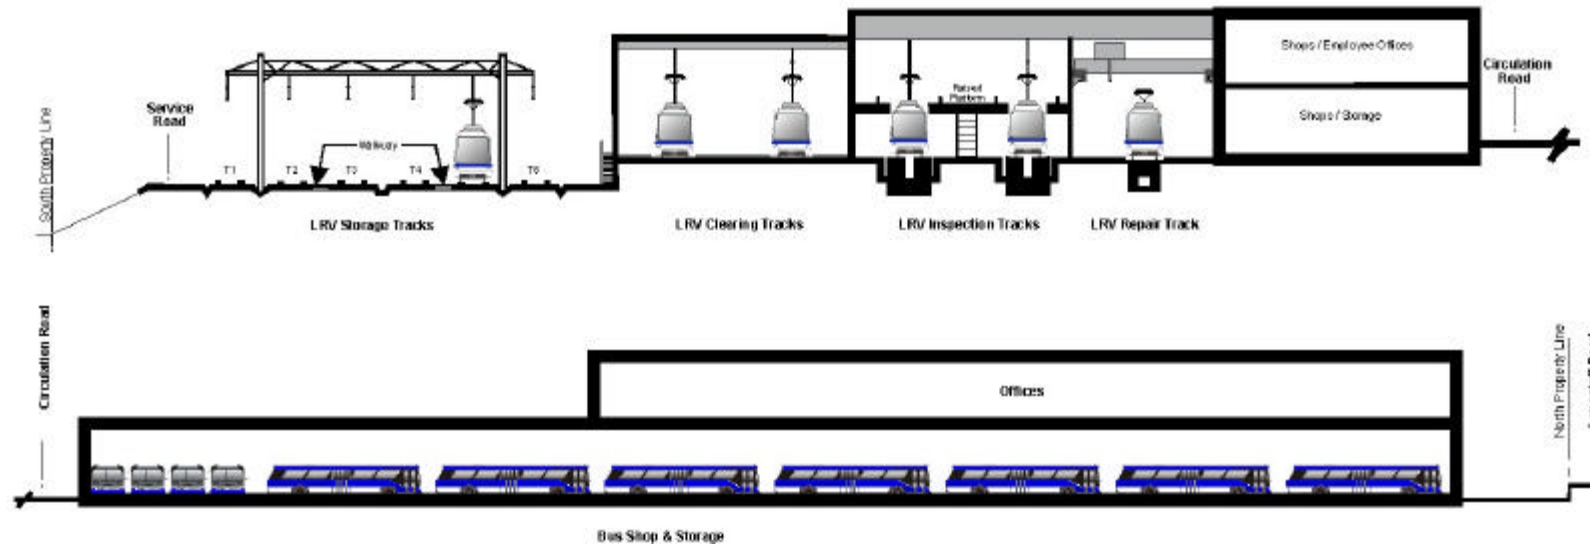 Shops / Employee Offices
Circulation
Road
Service
Road
Raised
Platform
Shops / Storage
South Property Line
Walkway
T1
T2
T3
T4
T6
LRV Storage Tracks
LRV Cleering Tracks
LRV Inspection Tracks
LRV Repair Track
Circulation Road
Offices
North Property Line
Bus Shop & Storage